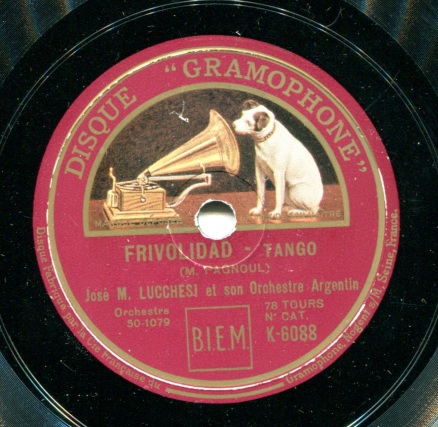 DISQUE "GRAMOPHONE"
FRIVOLIDAD - TANGO
(M. PAGNOUL)
José M. LUCCHESI et son Orchestre Argentin
Orchestre
50-1079
B.I.E.M
78 TOURS
N° CAT.
K-6088
Disque Fabriqué par la Cie Française du Gramophone, Nogent s/M. Seine, France.